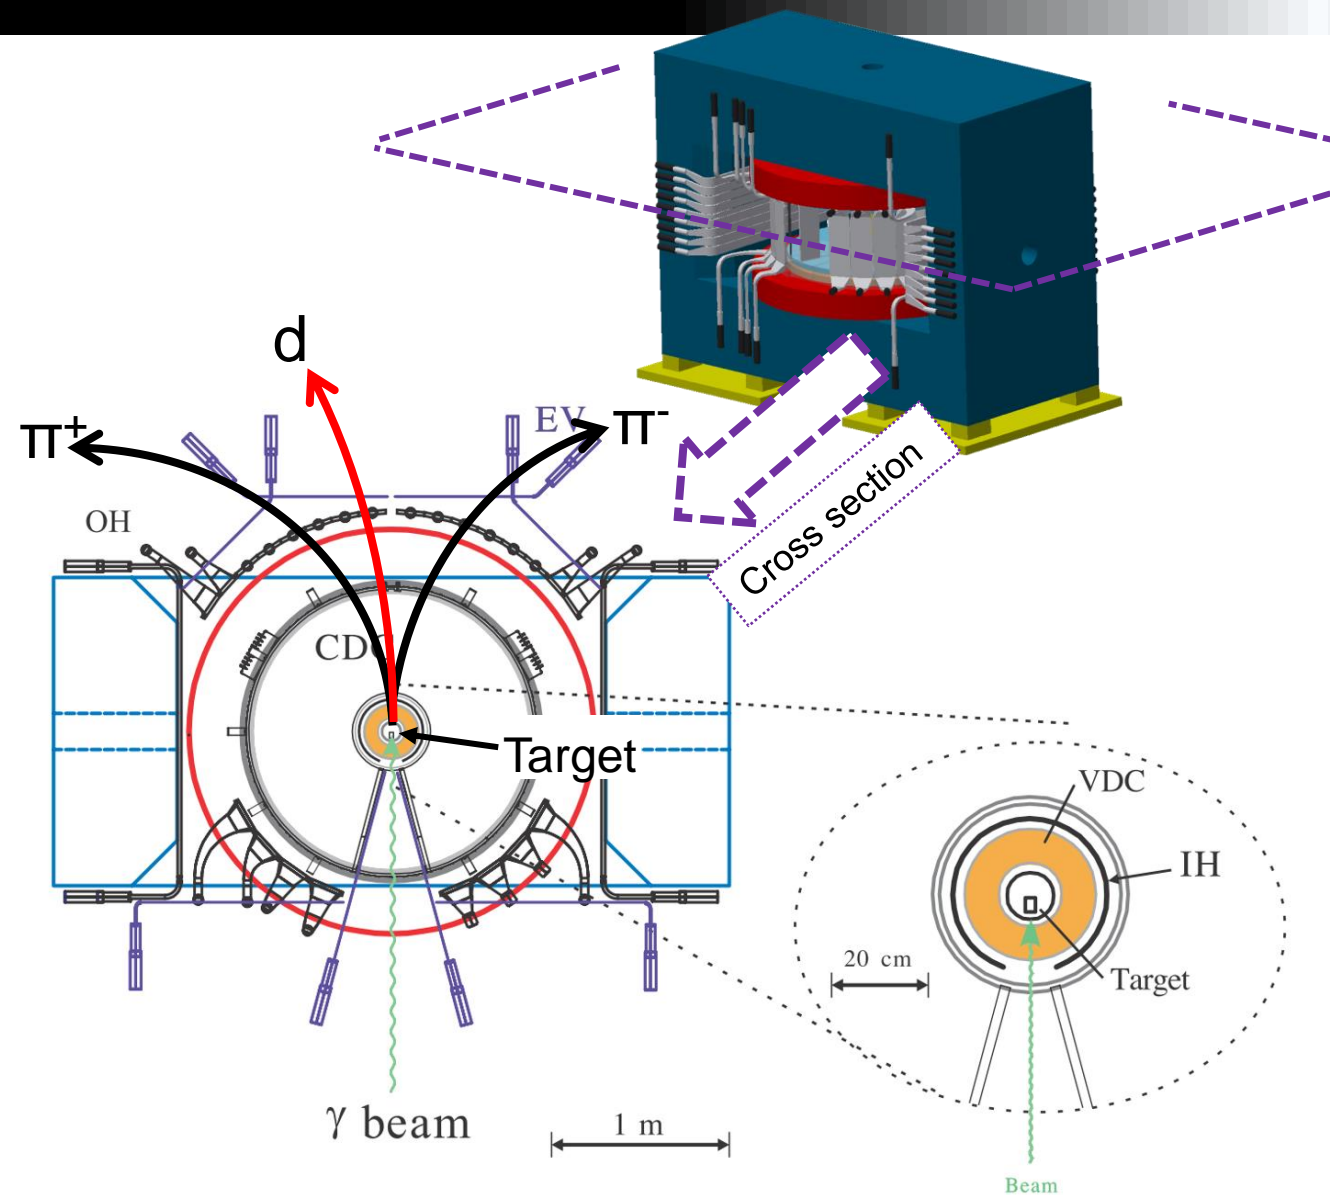 d
π+
EV
π-
OH
Cross section
CDC
Target
VDC
IH
20 cm
Target
γ beam
1 m
Beam